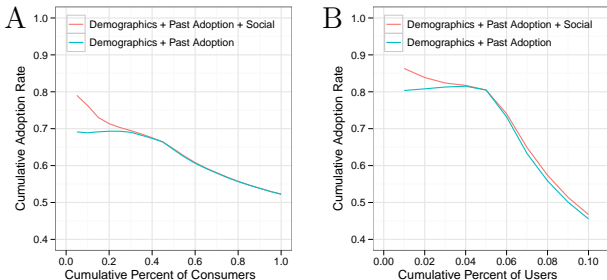 A
Demographics + Past Adoption + Social
Demographics + Past Adoption
Cumulative Adoption Rate
1.0
0.9
0.8
0.7
0.6
0.5
0.4
0.0 0.2 0.4 0.6 0.8 1.0
Cumulative Percent of Consumers
B
Demographics + Past Adoption + Social
Demographics + Past Adoption
Cumulative Adoption Rate
1.0
0.9
0.8
0.7
0.6
0.5
0.4
0.00 0.02 0.04 0.06 0.08 0.10
Cumulative Percent of Users